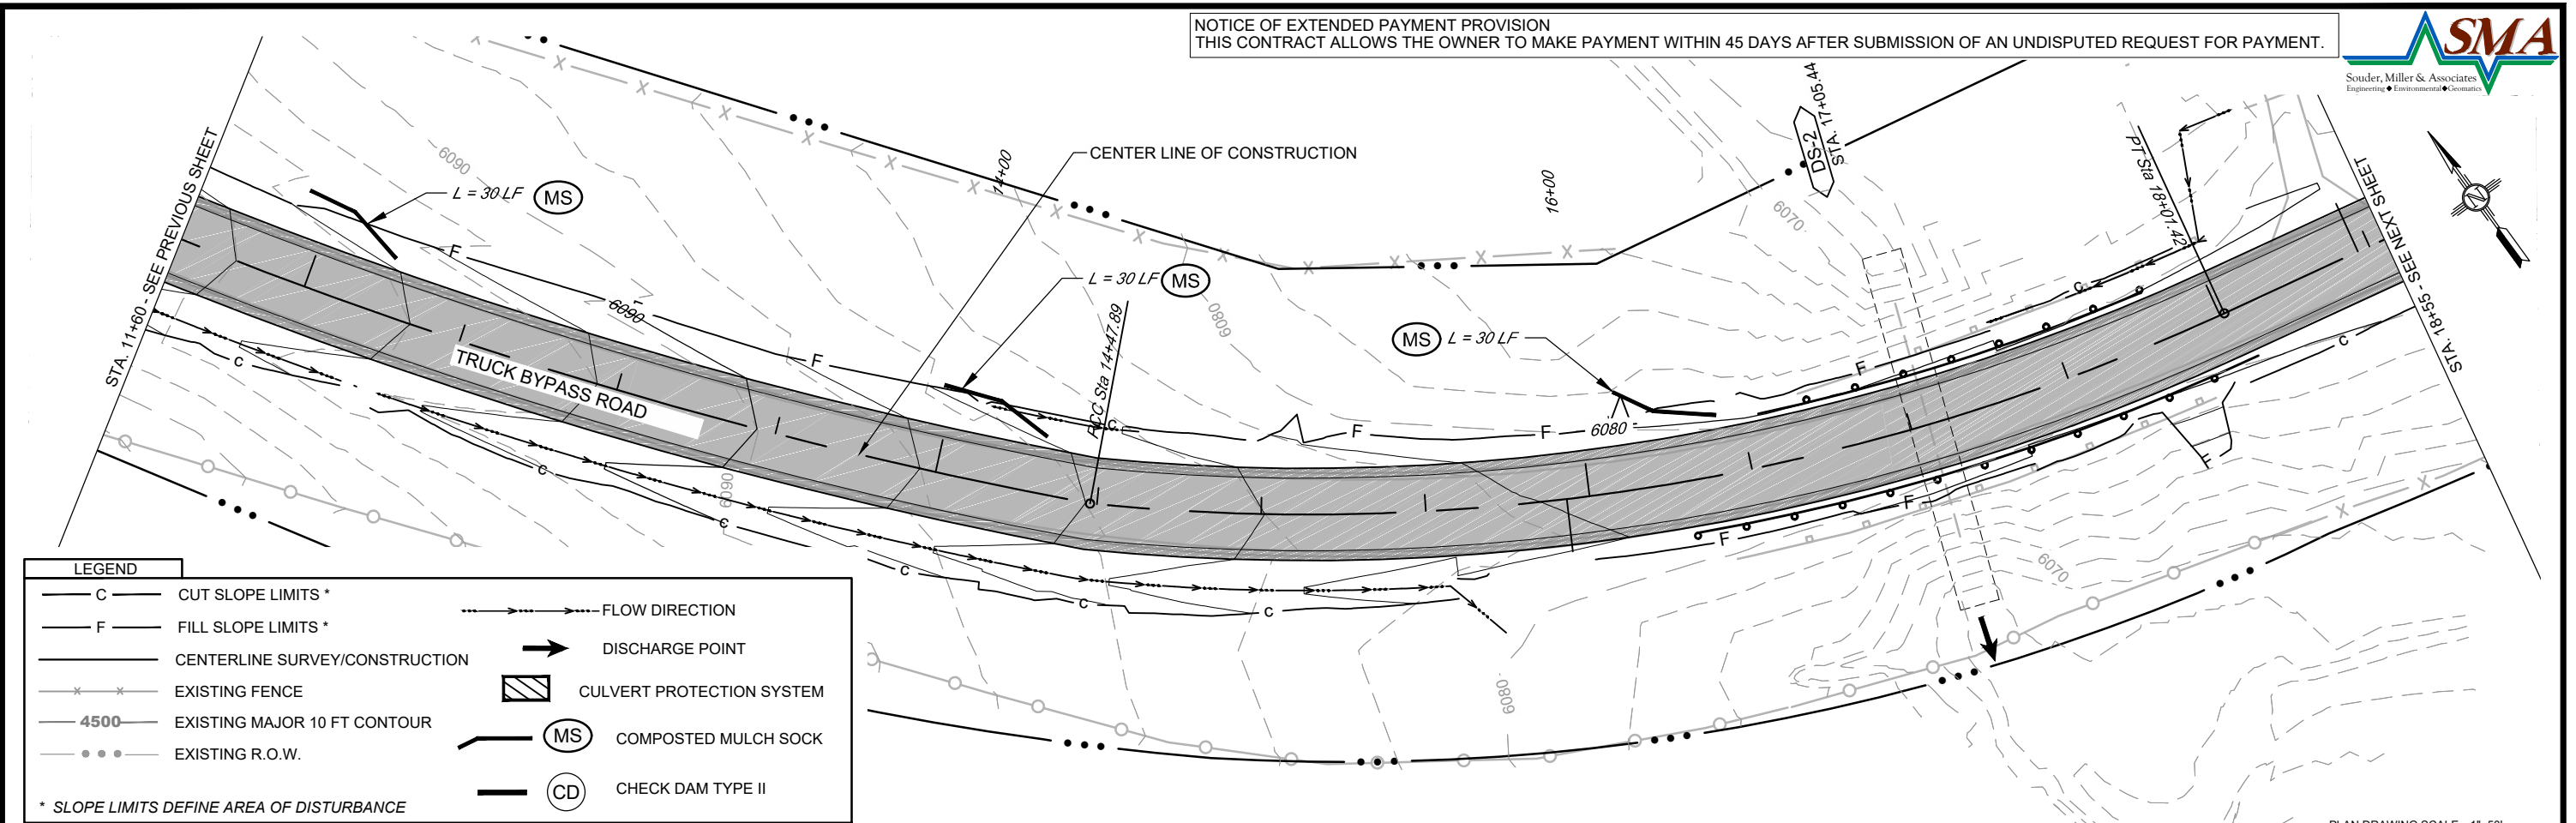 NOTICE OF EXTENDED PAYMENT PROVISION
THIS CONTRACT ALLOWS THE OWNER TO MAKE PAYMENT WITHIN 45 DAYS AFTER SUBMISSION OF AN UNDISPUTED REQUEST FOR PAYMENT.
SMA
Souder, Miller & Associates
Engineering ◆ Environmental ◆ Geomatics
STA. 11+60 - SEE PREVIOUS SHEET
6090
L = 30 LF MS
F
6090
C
TRUCK BYPASS ROAD
14+00
CENTER LINE OF CONSTRUCTION
L = 30 LF MS
PCC Sta 14+47.89
C
F
6080
16+00
MS L = 30 LF
F
F
6080
DS-2
STA. 17+05.44
6070
PT Sta 18+01.42
C
F
STA. 18+55 - SEE NEXT SHEET
N
C
F
F
F
C
6090
C
C
C
C
6080
6070
LEGEND
C CUT SLOPE LIMITS *
F FILL SLOPE LIMITS *
CENTERLINE SURVEY/CONSTRUCTION
EXISTING FENCE
4500 EXISTING MAJOR 10 FT CONTOUR
EXISTING R.O.W.
* SLOPE LIMITS DEFINE AREA OF DISTURBANCE
FLOW DIRECTION
DISCHARGE POINT
CULVERT PROTECTION SYSTEM
MS COMPOSTED MULCH SOCK
CD CHECK DAM TYPE II